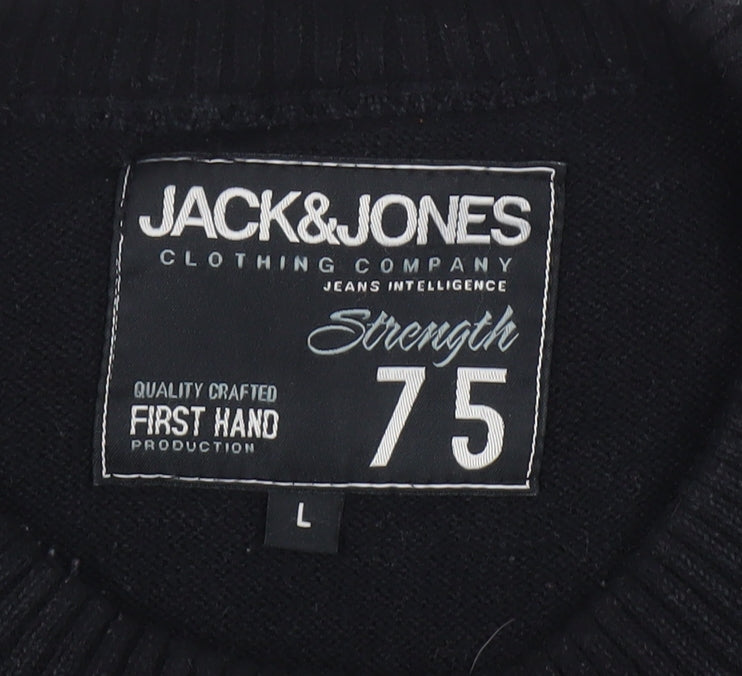 JACK&JONES
CLOTHING COMPANY
JEANS INTELLIGENCE
Strength
75
QUALITY CRAFTED
FIRST HAND
PRODUCTION
L